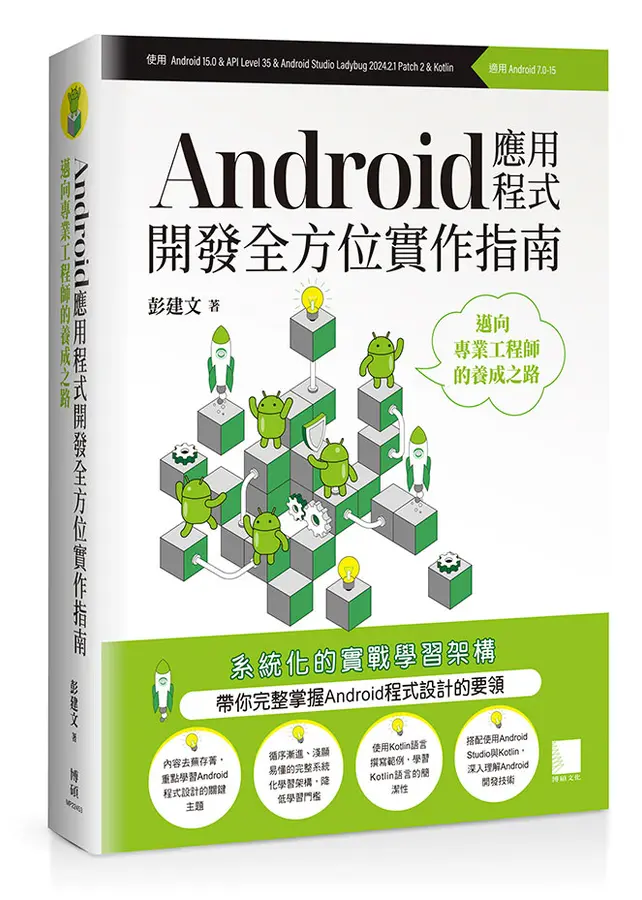 使用 Android 15.0 & API Level 35 & Android Studio Ladybug 2024.2.1 Patch 2 & Kotlin
適用 Android 7.0-15
Android 應用程式
開發全方位實作指南
彭建文 著
邁向
專業工程師
的養成之路
系統化的實戰學習架構
帶你完整掌握Android程式設計的要領
內容去蕪存菁，
重點學習Android
程式設計的關鍵
主題
循序漸進、淺顯
易懂的完整系統
化學習架構，降
低學習門檻
使用Kotlin語言
撰寫範例，學習
Kotlin語言的簡
潔性
搭配使用Android
Studio與Kotlin，
深入理解Android
開發技術
博碩文化
Android應用程式開發全方位實作指南
邁向專業工程師的養成之路
彭建文 著
博碩